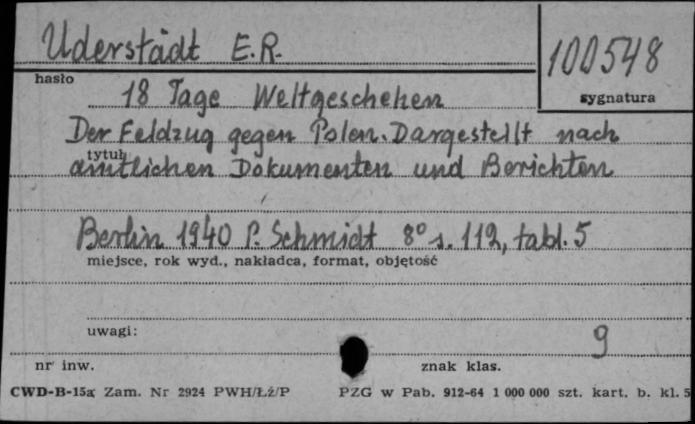 Uderstädt E.R.
100548
hasło
sygnatura
18 Tage Weltgeschehen
Der Feldzug gegen Polen. Dargestellt nach
tytuł
amtlichen Dokumenten und Berichten
Berlin 1940 P. Schmidt 8° s. 112, tabl. 5
miejsce, rok wyd., nakładca, format, objętość
uwagi:
9
nr inw.
znak klas.
CWD-B-15a Zam. Nr 2924 PWH/Łż/P PZG w Pab. 912-64 1 000 000 szt. kart. b. kl. 5